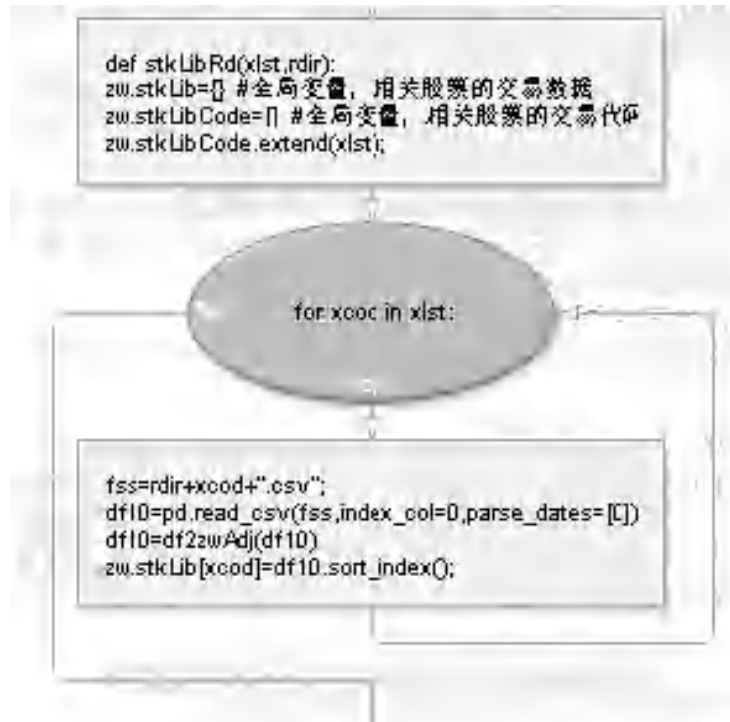 def stkLibRd(xlst,rdir):
zw.stkLib={} #全局变量，相关股票的交易数据
zw.stkLibCode=[] #全局变量，相关股票的交易代码
zw.stkLibCode.extend(xlst);
for xcod in xlst:
fss=rdir+xcod+".csv";
df10=pd.read_csv(fss,index_col=0,parse_dates=[0])
df10=df2zwAdj(df10)
zw.stkLib[xcod]=df10.sort_index();